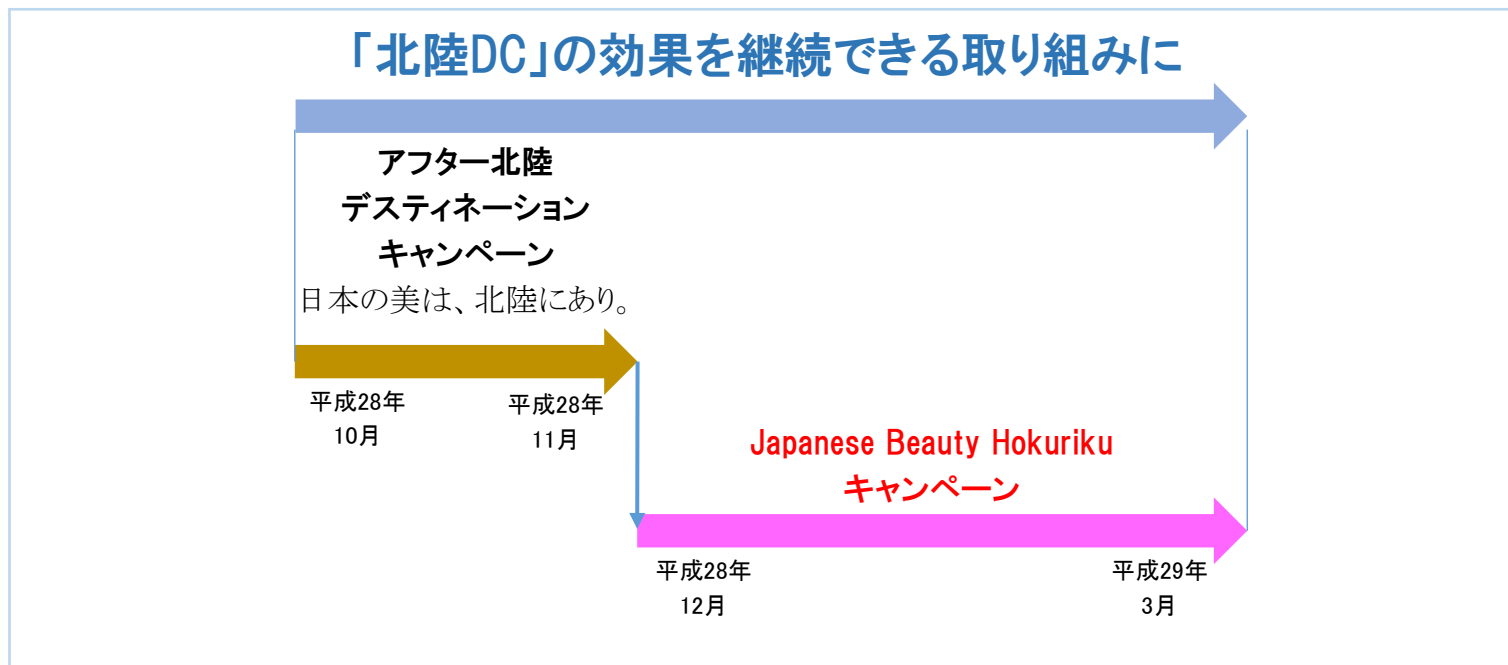 「北陸DC」の効果を継続できる取り組みに
アフター北陸
デスティネーション
キャンペーン
日本の美は、北陸にあり。
平成28年
10月
平成28年
11月
Japanese Beauty Hokuriku
キャンペーン
平成28年
12月
平成29年
3月